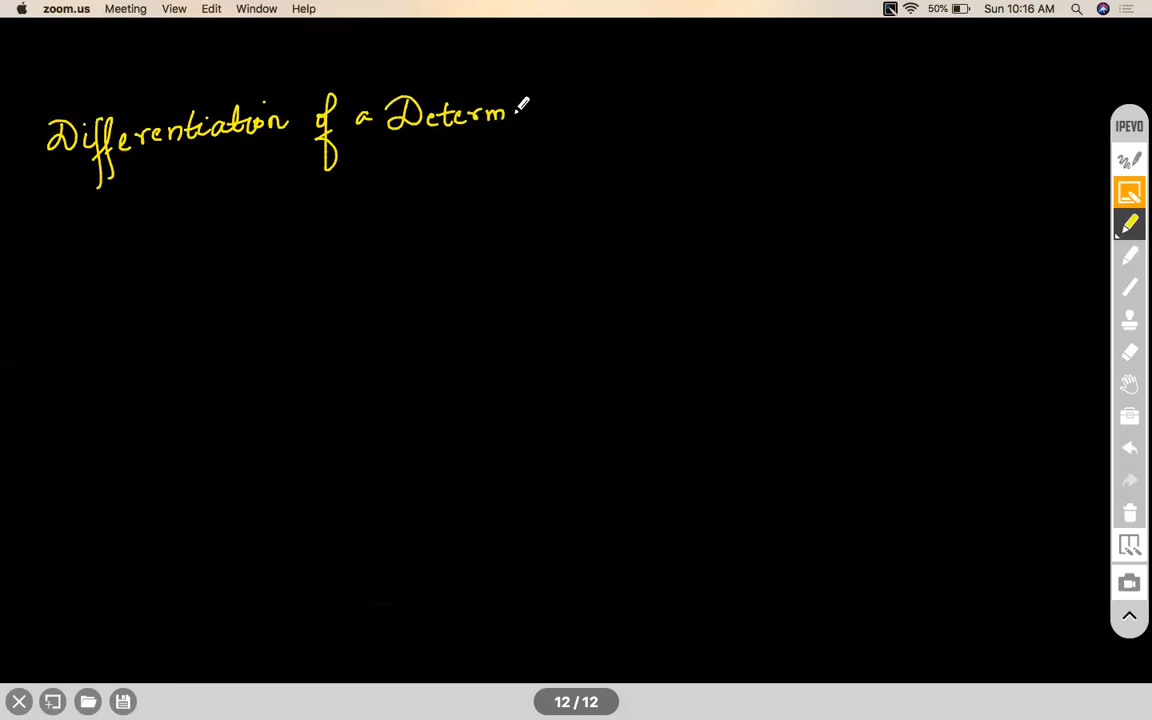 zoom.us Meeting View Edit Window Help 50% Sun 10:16 AM
Differentiation of a Determ
IPEVO
12/12